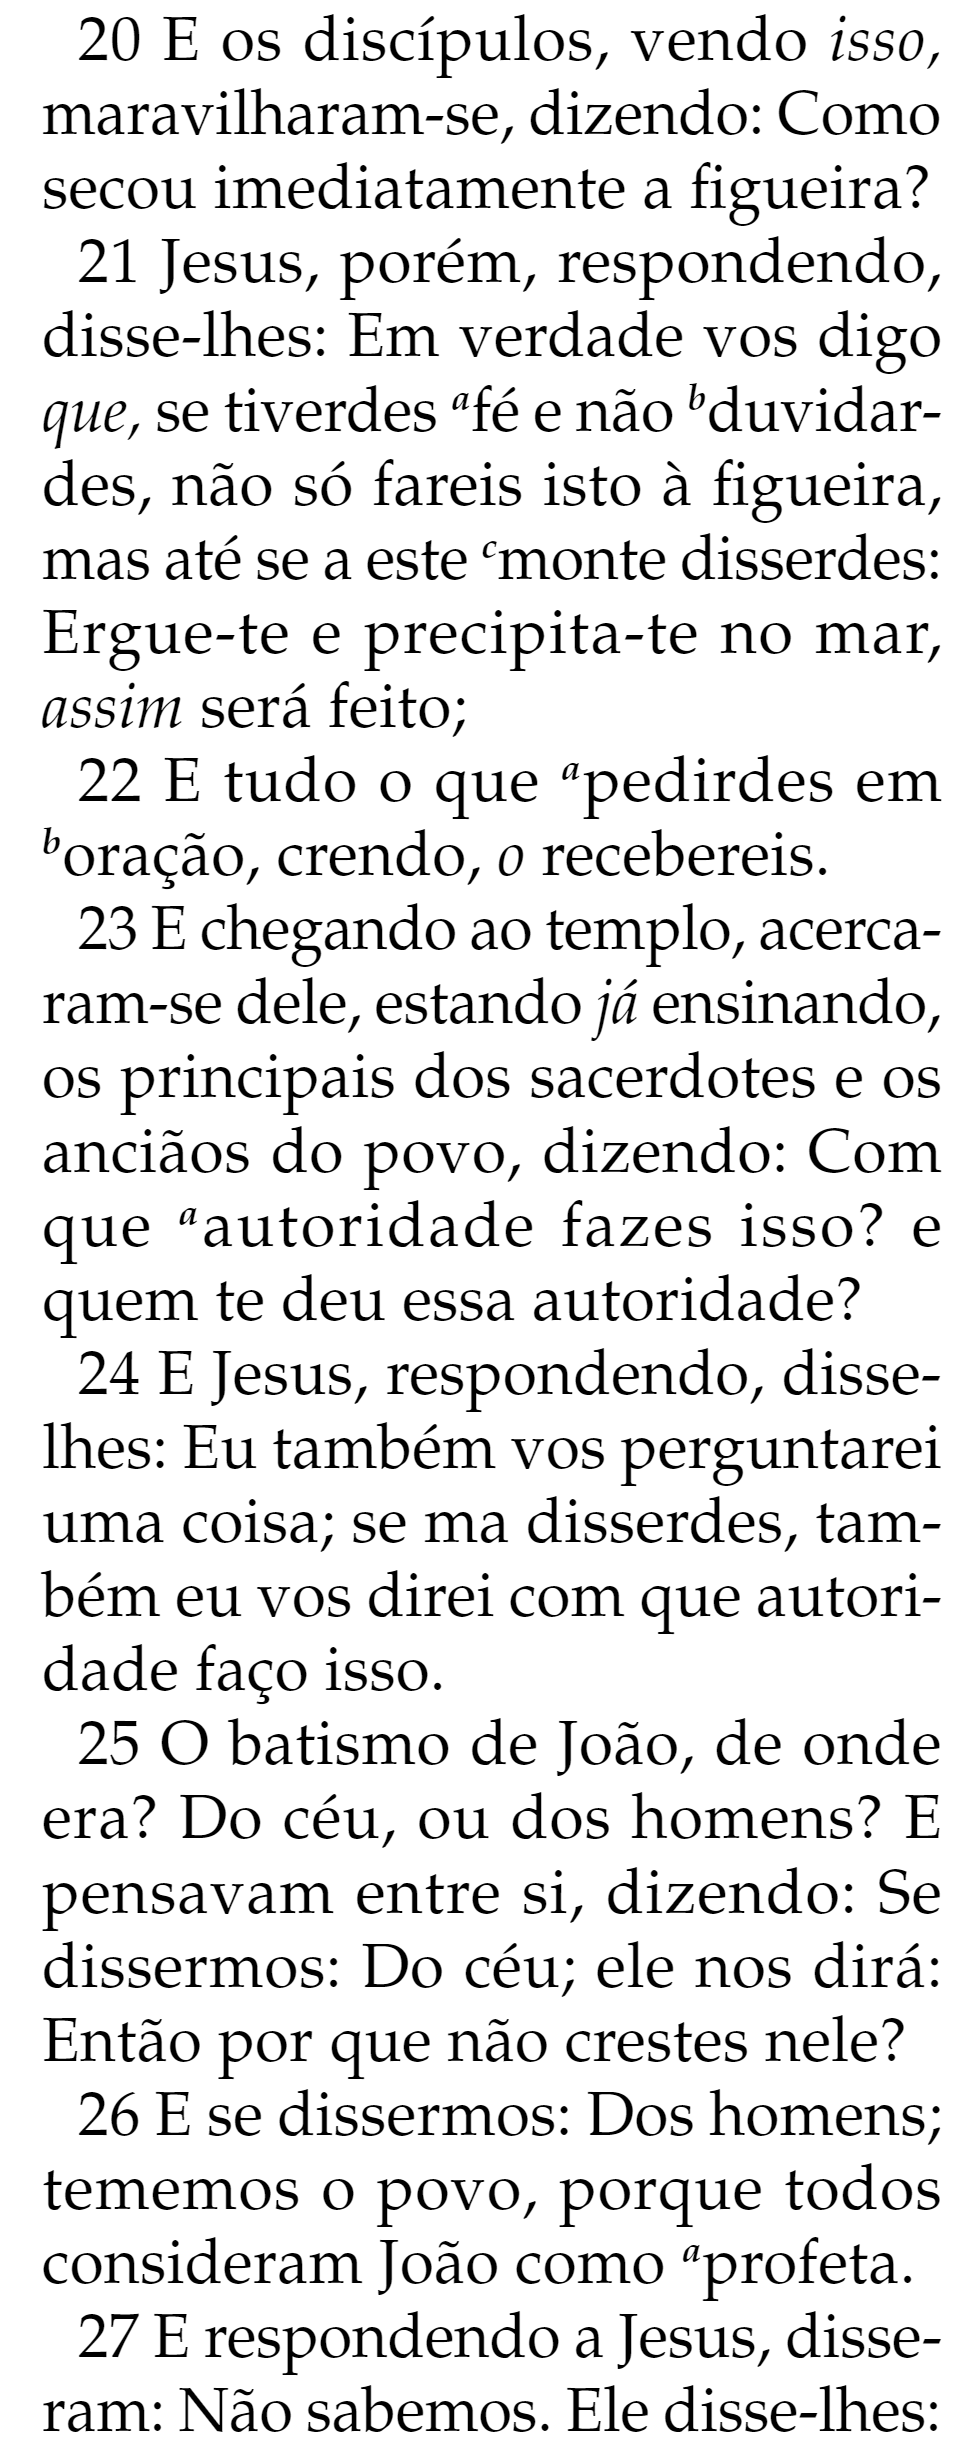 20 E os discípulos, vendo isso,
maravilharam-se, dizendo: Como
secou imediatamente a figueira?
21 Jesus, porém, respondendo,
disse-lhes: Em verdade vos digo
que, se tiverdes ᵃfé e não ᵇduvidar-
des, não só fareis isto à figueira,
mas até se a este ᶜmonte disserdes:
Ergue-te e precipita-te no mar,
assim será feito;
22 E tudo o que ᵃpedirdes em
ᵇoração, crendo, o recebereis.
23 E chegando ao templo, acerca-
ram-se dele, estando já ensinando,
os principais dos sacerdotes e os
anciãos do povo, dizendo: Com
que ᵃautoridade fazes isso? e
quem te deu essa autoridade?
24 E Jesus, respondendo, disse-
lhes: Eu também vos perguntarei
uma coisa; se ma disserdes, tam-
bém eu vos direi com que autori-
dade faço isso.
25 O batismo de João, de onde
era? Do céu, ou dos homens? E
pensavam entre si, dizendo: Se
dissermos: Do céu; ele nos dirá:
Então por que não crestes nele?
26 E se dissermos: Dos homens;
tememos o povo, porque todos
consideram João como ᵃprofeta.
27 E respondendo a Jesus, disse-
ram: Não sabemos. Ele disse-lhes: